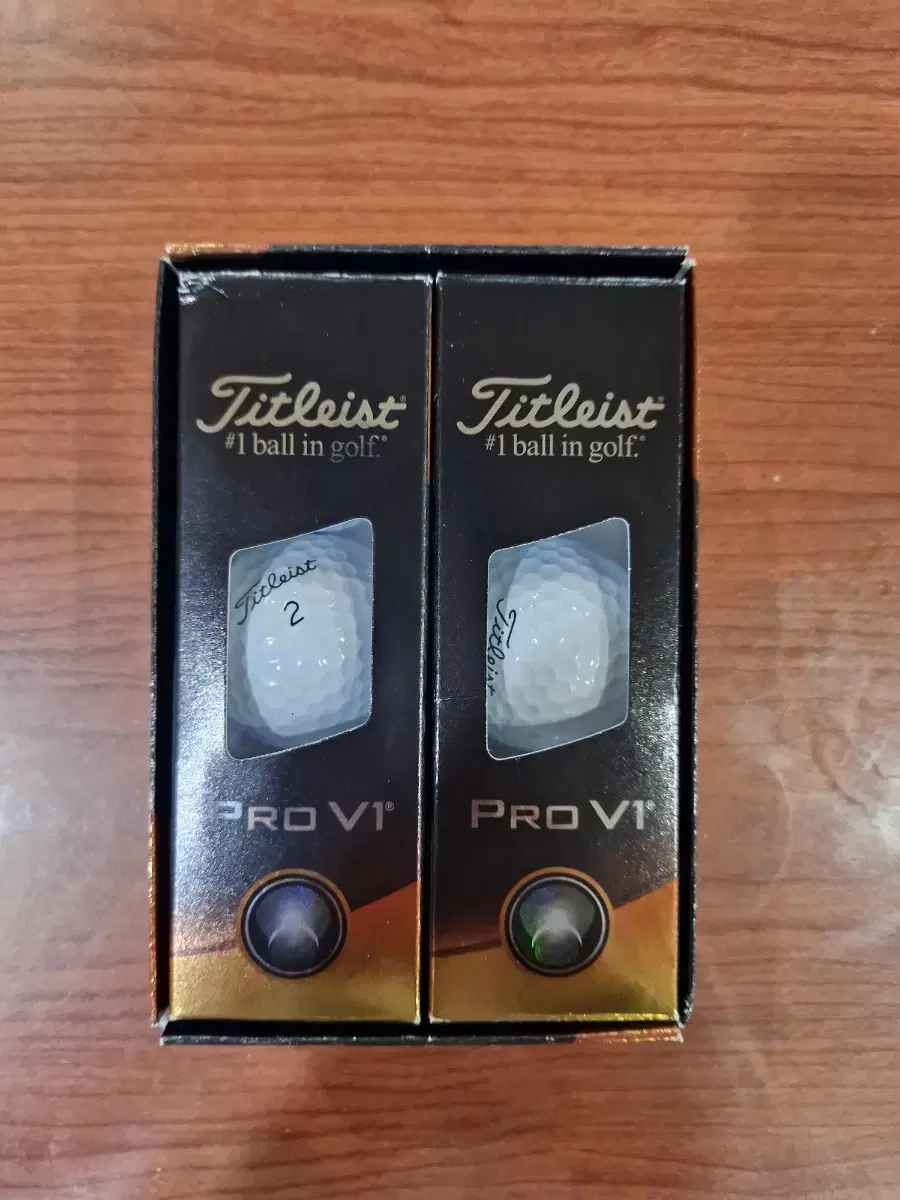 Titleist®
#1 ball in golf.®
Titleist
2
PRO V1®
Titleist®
#1 ball in golf.®
Titleist
PRO V1®